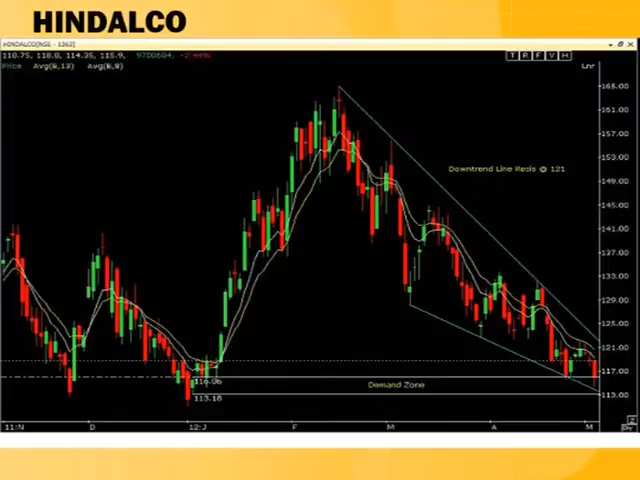 HINDALCO
HINDALCO[NSE - 1363]
110.75, 118.0, 114.35, 115.9, 9700604, -2.44%
T R F V H
Price Avg(E,13) Avg(E,8)
Lnr
165.00
161.00
157.00
153.00
Downtrend Line Resis @ 121
149.00
145.00
141.00
137.00
133.00
129.00
125.00
121.00
117.00
116.06
Demand Zone
113.18
113.00
11:N D 12:J F M A M